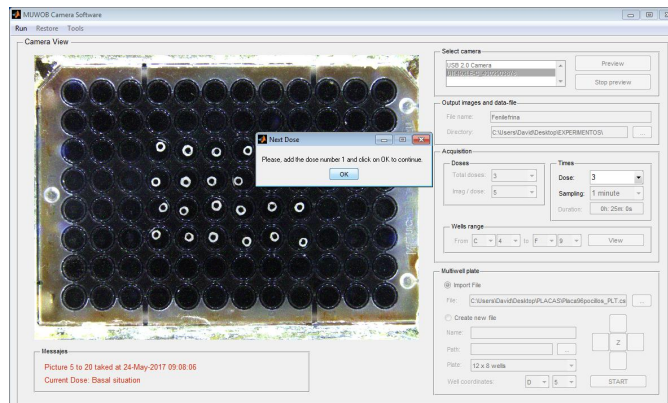 MUWOB Camera Software
Run Restore Tools
Camera View
Next Dose
Please, add the dose number 1 and click on OK to continue.
OK
Messajes
Picture 5 to 20 taked at 24-May-2017 09:08:06
Current Dose: Basal situation
Select camera
USB 2.0 Camera
Preview
Stop preview
Output images and data-file
File name: Fenilefrina
Directory: C:\Users\David\Desktop\EXPERIMENTOS\ ...
Acquisition
Doses
Total doses: 3
Imag / dose: 5
Times
Dose: 3
Sampling: 1 minute
Duration: 0h: 25m: 0s
Wells range
From C 4 to F 9 View
Multiwell plate
Import File
File: C:\Users\David\Desktop\PLACAS\Placa96pocillos_PLT.cs ...
Create new file
Name:
Path: ...
Plate: 12 x 8 wells
Well coordinates: D 5
Z
START